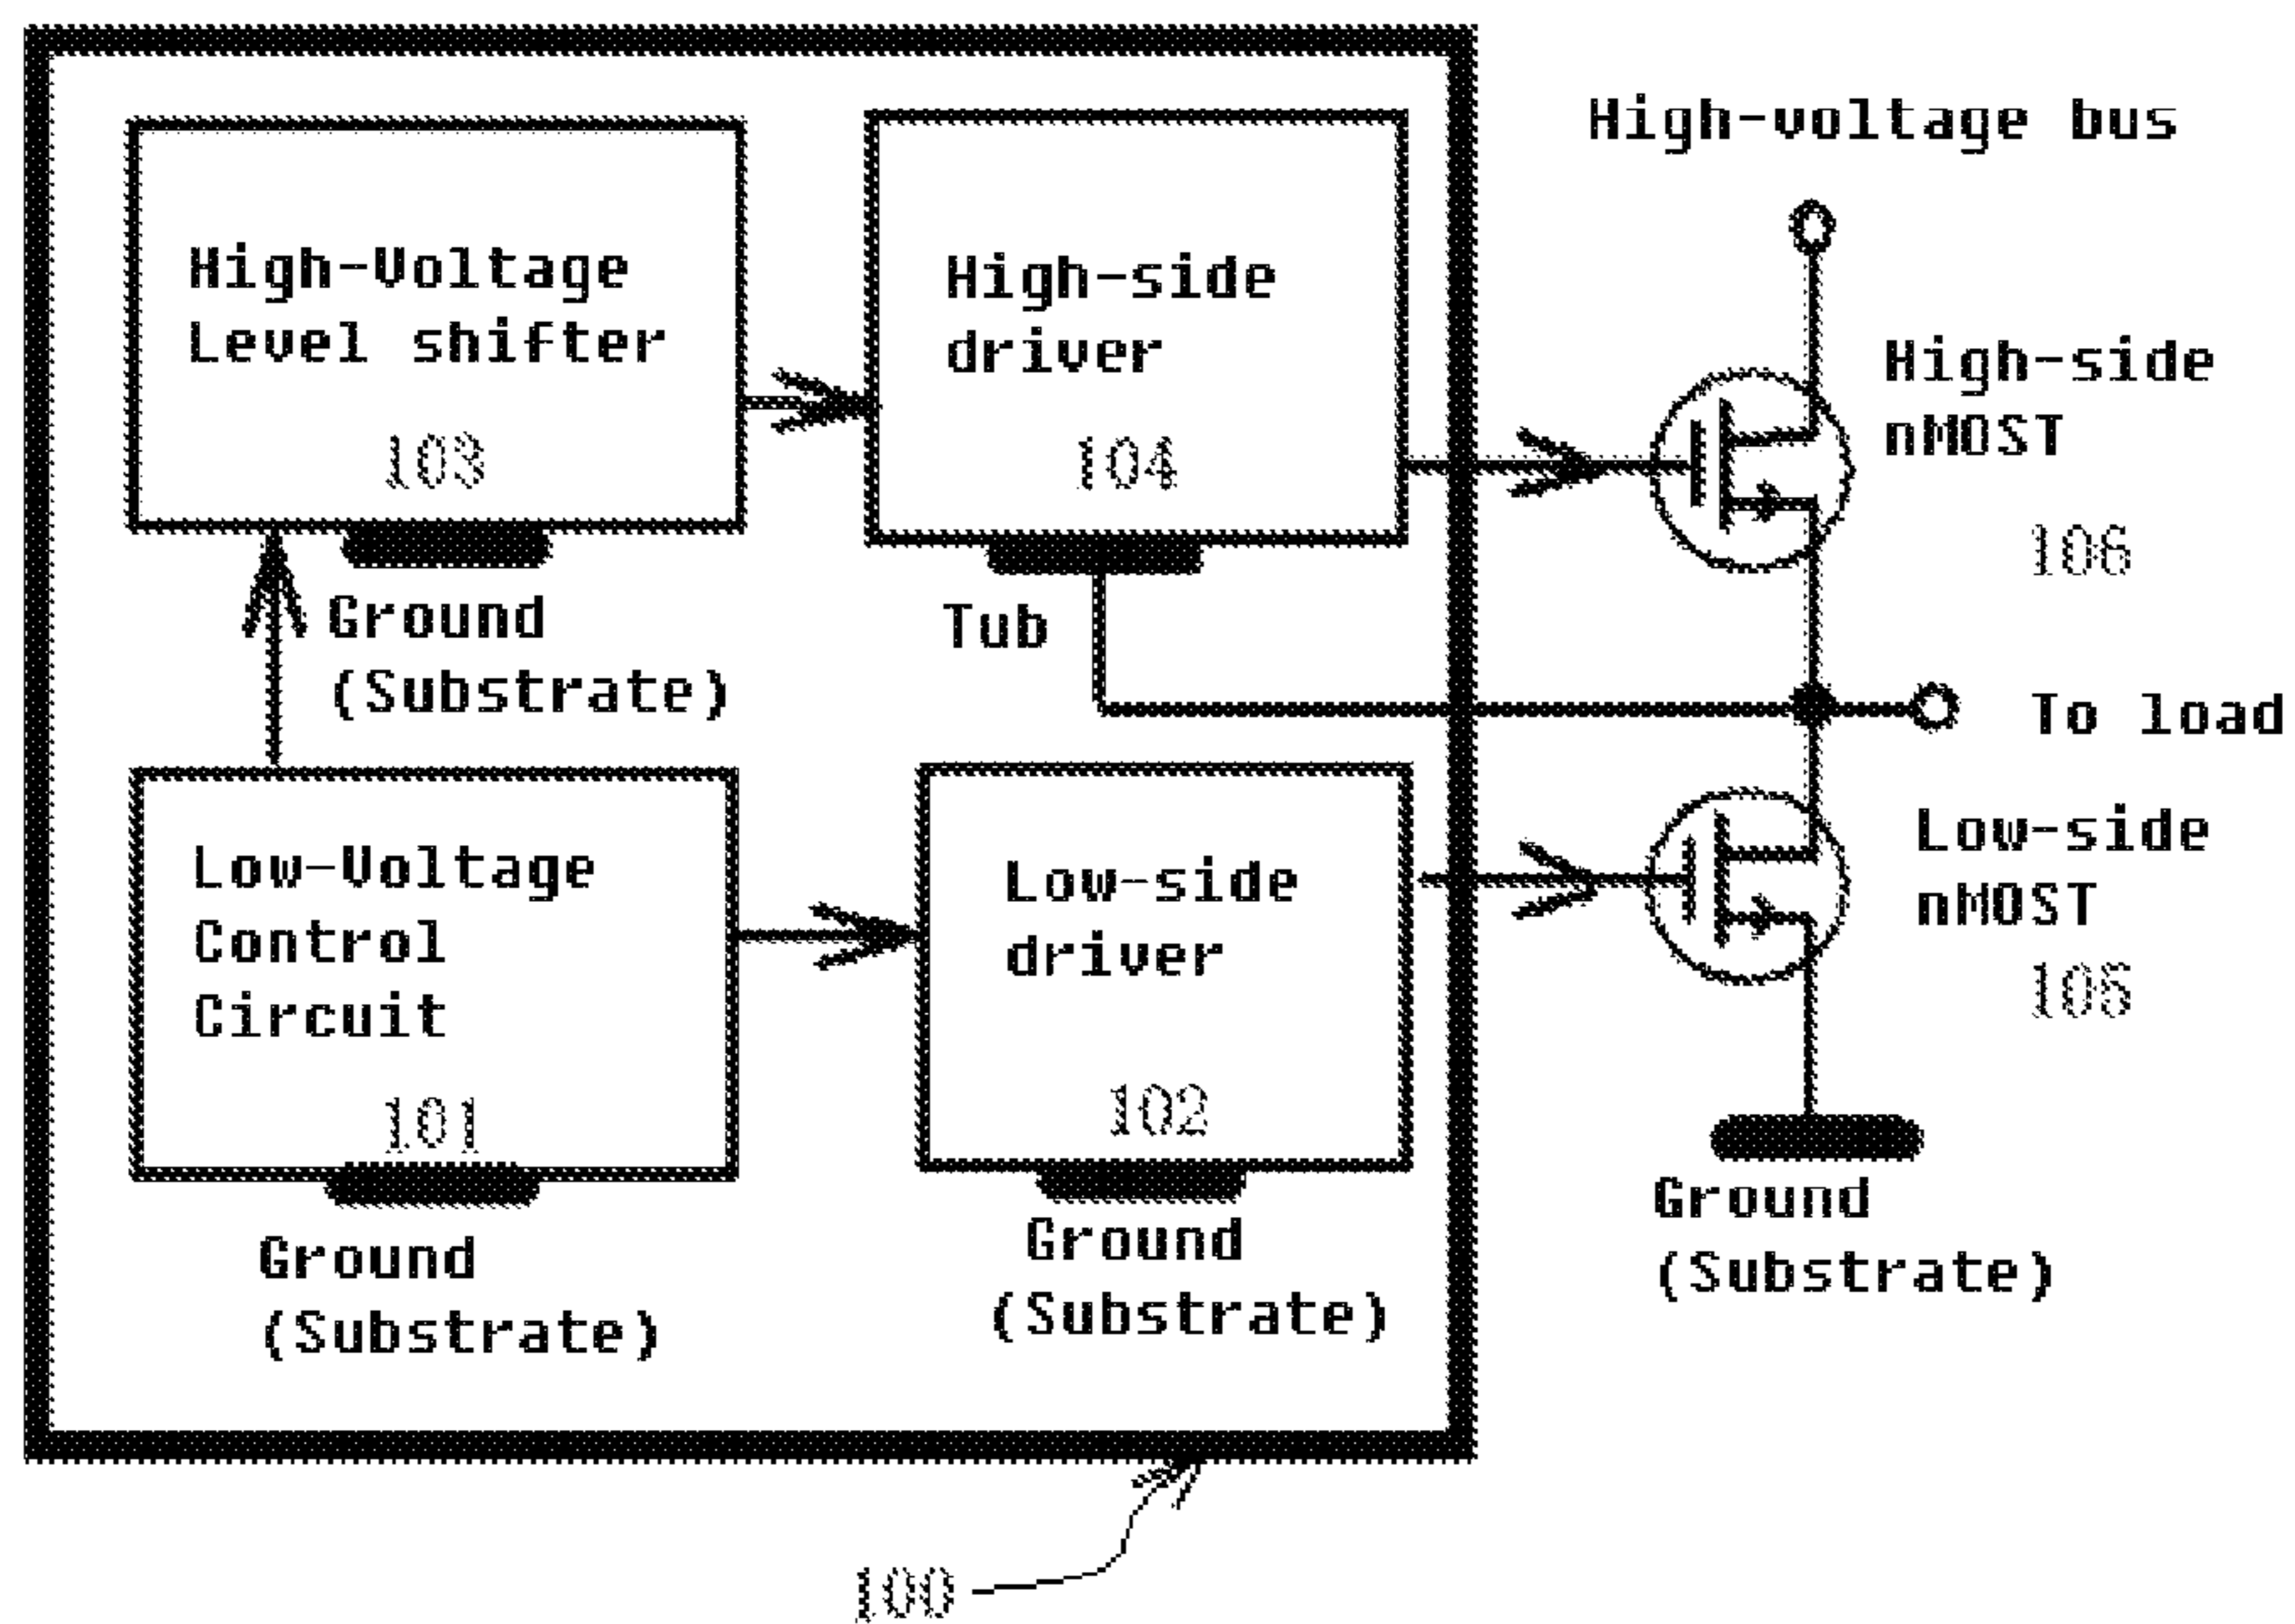 High-voltage bus
High-Voltage
Level shifter
103
High-side
driver
104
High-side
nMOST
106
Ground
(Substrate)
Tub
To load
Low-Voltage
Control
Circuit
101
Low-side
driver
102
Low-side
nMOST
105
Ground
(Substrate)
Ground
(Substrate)
Ground
(Substrate)
100